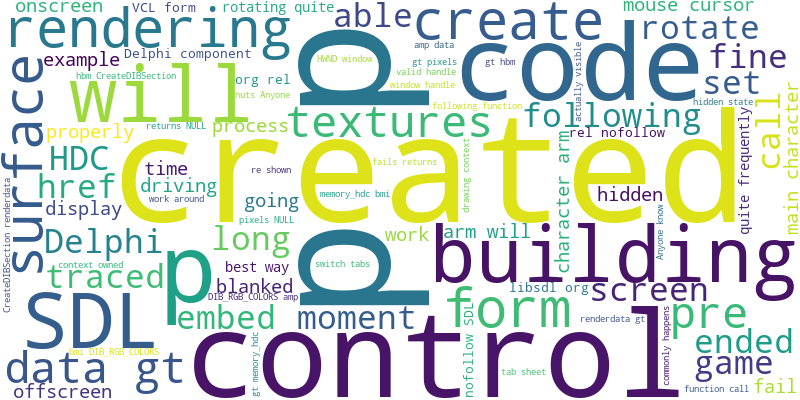 onscreen
VCL form
rotating quite
able
create
mouse cursor
rendering
Delphi component
amp data
code
rotate
example
HWND window
gt pixels
gt hbm
fine
hbm CreateDIBSection
org rel
valid handle
actually visible
set
surface
will
nuts Anyone
window handle
call
main character
p
following function
following
hidden state
properly
returns NULL
process
textures
created
rel nofollow
quite frequently
HDC
time
re shown
fails returns
drawing context
character arm
href
driving
memory_hdc bmi
hidden
display
work around
going
pixels NULL
Anyone know
CreateDIBSection renderdata
Delphi
long
p
work
arm will
building
context owned
traced
best way
switch tabs
blanked
libsdl org
screen
SDL
DIB_RGB_COLORS amp
embed
moment
form
nofollow SDL
renderdata gt
commonly happens
pre
bmi DIB_RGB_COLORS
gt memory_hdc
control
ended
data gt
offscreen
tab sheet
game
function call
fail